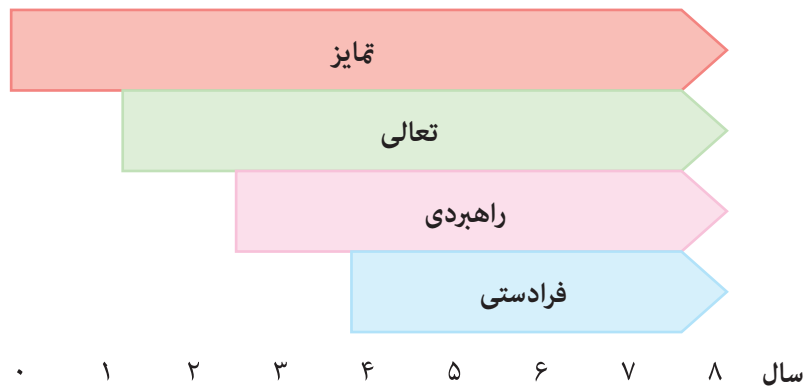 تمایز
تعالی
راهبردی
فرادستی
۰ ۱ ۲ ۳ ۴ ۵ ۶ ۷ ۸ سال